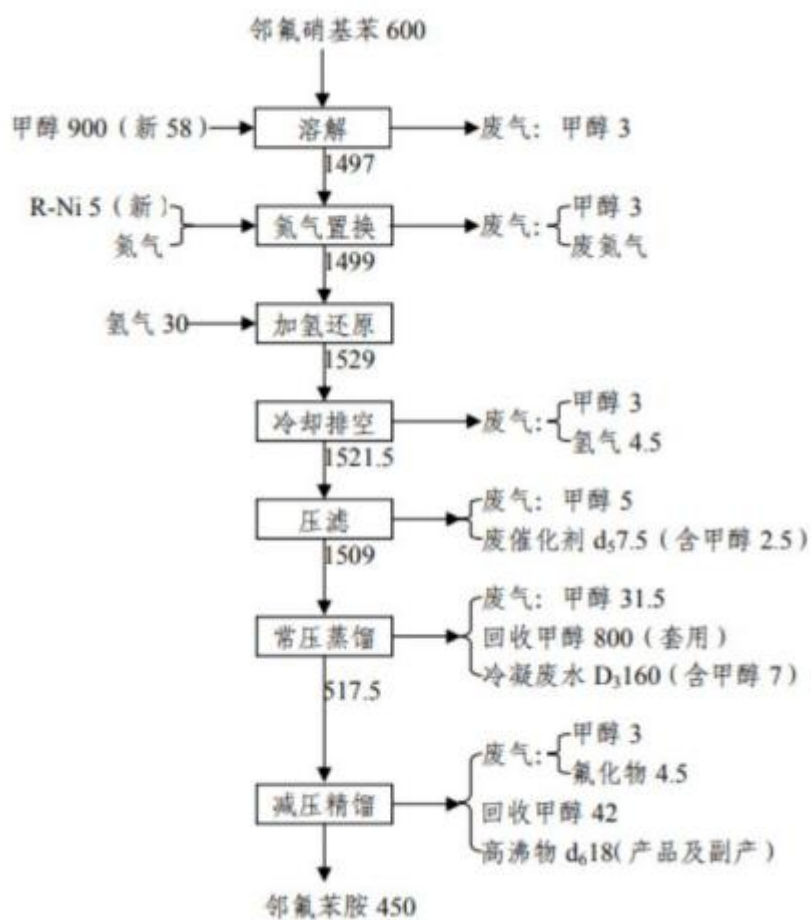 邻氟硝基苯 600
甲醇 900（新 58）
溶解
废气：甲醇 3
1497
R-Ni 5（新）
氮气
氮气置换
废气：
甲醇 3
废氮气
1499
氢气 30
加氢还原
1529
冷却排空
废气：
甲醇 3
氢气 4.5
1521.5
压滤
废气：甲醇 5
废催化剂 d₅7.5（含甲醇 2.5）
1509
常压蒸馏
废气：甲醇 31.5
回收甲醇 800（套用）
冷凝废水 D₃160（含甲醇 7）
517.5
减压精馏
废气：
甲醇 3
氟化物 4.5
回收甲醇 42
高沸物 d₆18(产品及副产）
邻氟苯胺 450